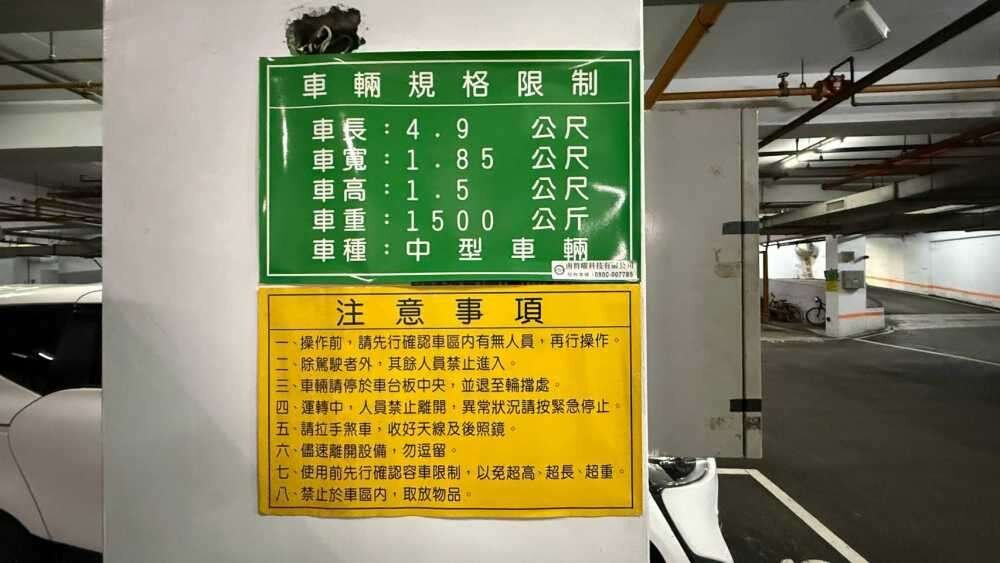 車輛規格限制
車長：4.9 公尺
車寬：1.85 公尺
車高：1.5 公尺
車重：1500 公斤
車種：中型車輛
科技有限公司
0800-007785
注意事項
一、操作前，請先行確認車區內有無人員，再行操作。
二、除駕駛者外，其餘人員禁止進入。
三、車輛請停於車台板中央，並退至輪擋處。
四、運轉中，人員禁止離開，異常狀況請按緊急停止。
五、請拉手煞車，收好天線及後照鏡。
六、儘速離開設備，勿逗留。
七、使用前先行確認容車限制，以免超高、超長、超重。
八、禁止於車區內，取放物品。